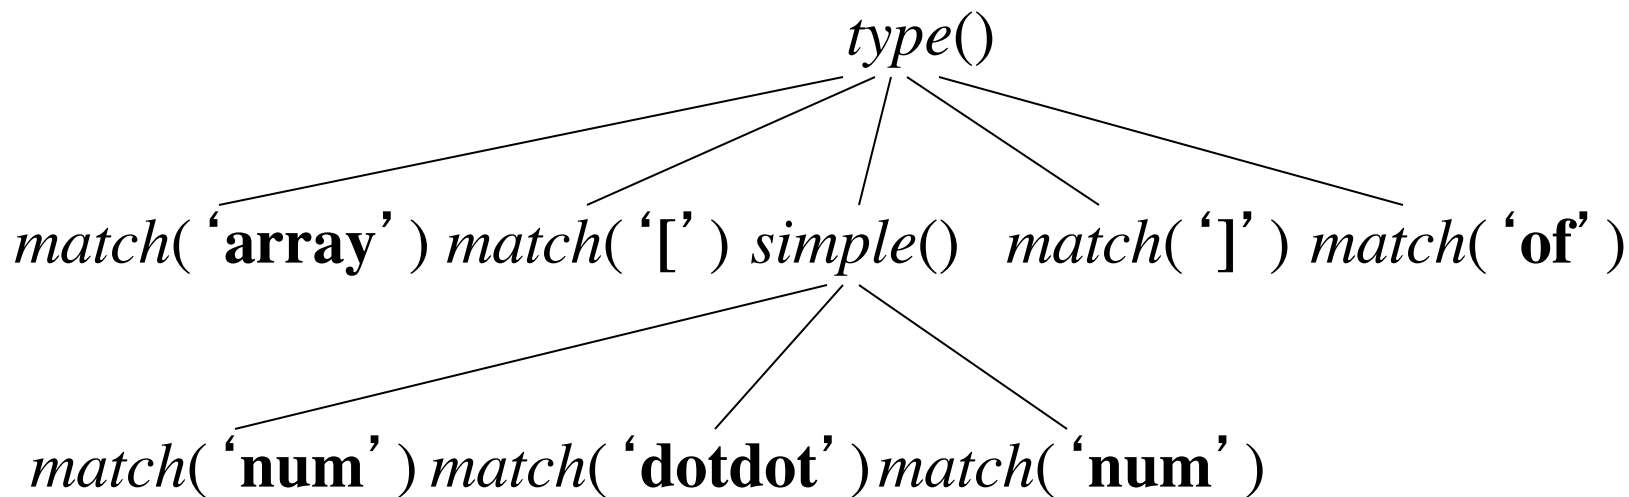 type()
match(‘array’) match(‘[’) simple() match(‘]’) match(‘of’)
match(‘num’) match(‘dotdot’) match(‘num’)